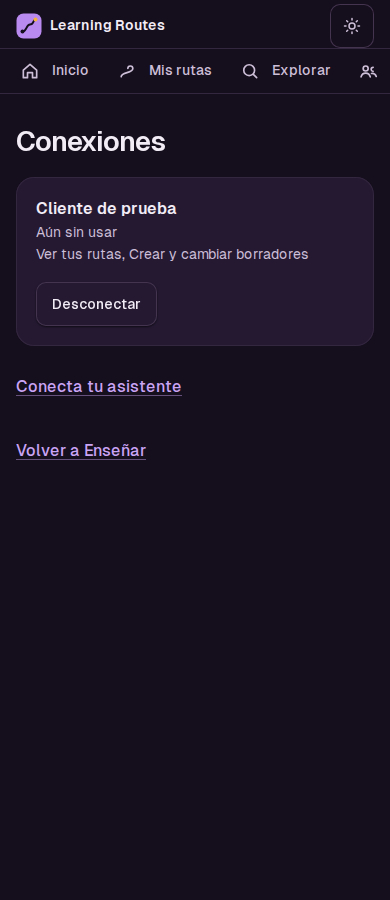 Learning Routes
Inicio
Mis rutas
Explorar
Conexiones
Cliente de prueba
Aún sin usar
Ver tus rutas, Crear y cambiar borradores
Desconectar
Conecta tu asistente
Volver a Enseñar